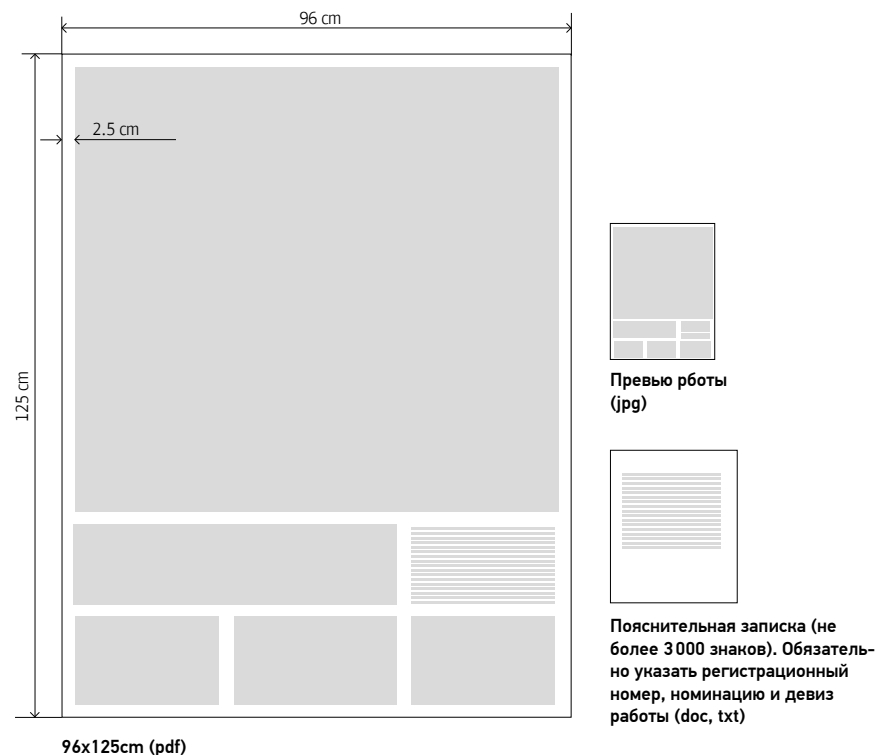 96 cm
2.5 cm
125 cm
Превью рботы
(jpg)
Пояснительная записка (не
более 3000 знаков). Обязатель-
но указать регистрационный
номер, номинацию и девиз
работы (doc, txt)
96x125cm (pdf)